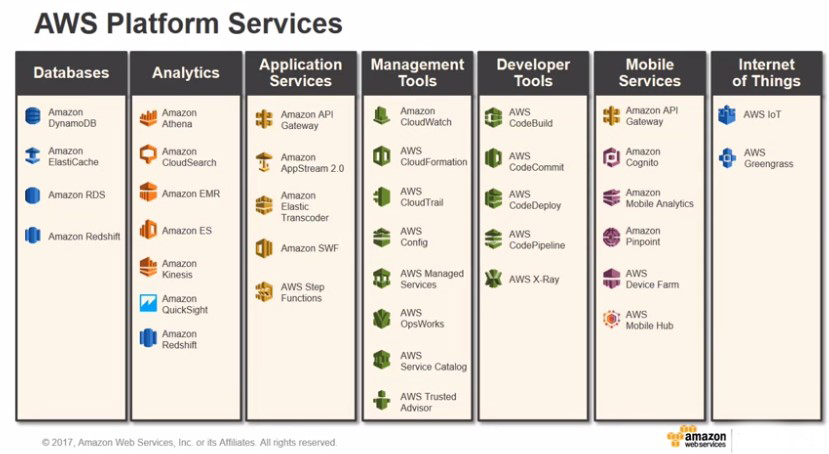 AWS Platform Services
Databases
Amazon
DynamoDB
Amazon
ElastiCache
Amazon RDS
Amazon Redshift
Analytics
Amazon
Athena
Amazon
CloudSearch
Amazon EMR
Amazon ES
Amazon
Kinesis
Amazon
QuickSight
Amazon
Redshift
Application
Services
Amazon API
Gateway
Amazon
AppStream 2.0
Amazon
Elastic
Transcoder
Amazon SWF
AWS Step
Functions
Management
Tools
Amazon
CloudWatch
AWS
CloudFormation
AWS
CloudTrail
AWS
Config
AWS Managed
Services
AWS
OpsWorks
AWS
Service Catalog
AWS Trusted
Advisor
Developer
Tools
AWS
CodeBuild
AWS
CodeCommit
AWS
CodeDeploy
AWS
CodePipeline
AWS X-Ray
Mobile
Services
Amazon API
Gateway
Amazon
Cognito
Amazon
Mobile Analytics
Amazon
Pinpoint
AWS
Device Farm
AWS
Mobile Hub
Internet
of Things
AWS IoT
AWS
Greengrass
© 2017, Amazon Web Services, Inc. or its Affiliates. All rights reserved.
amazon
web services